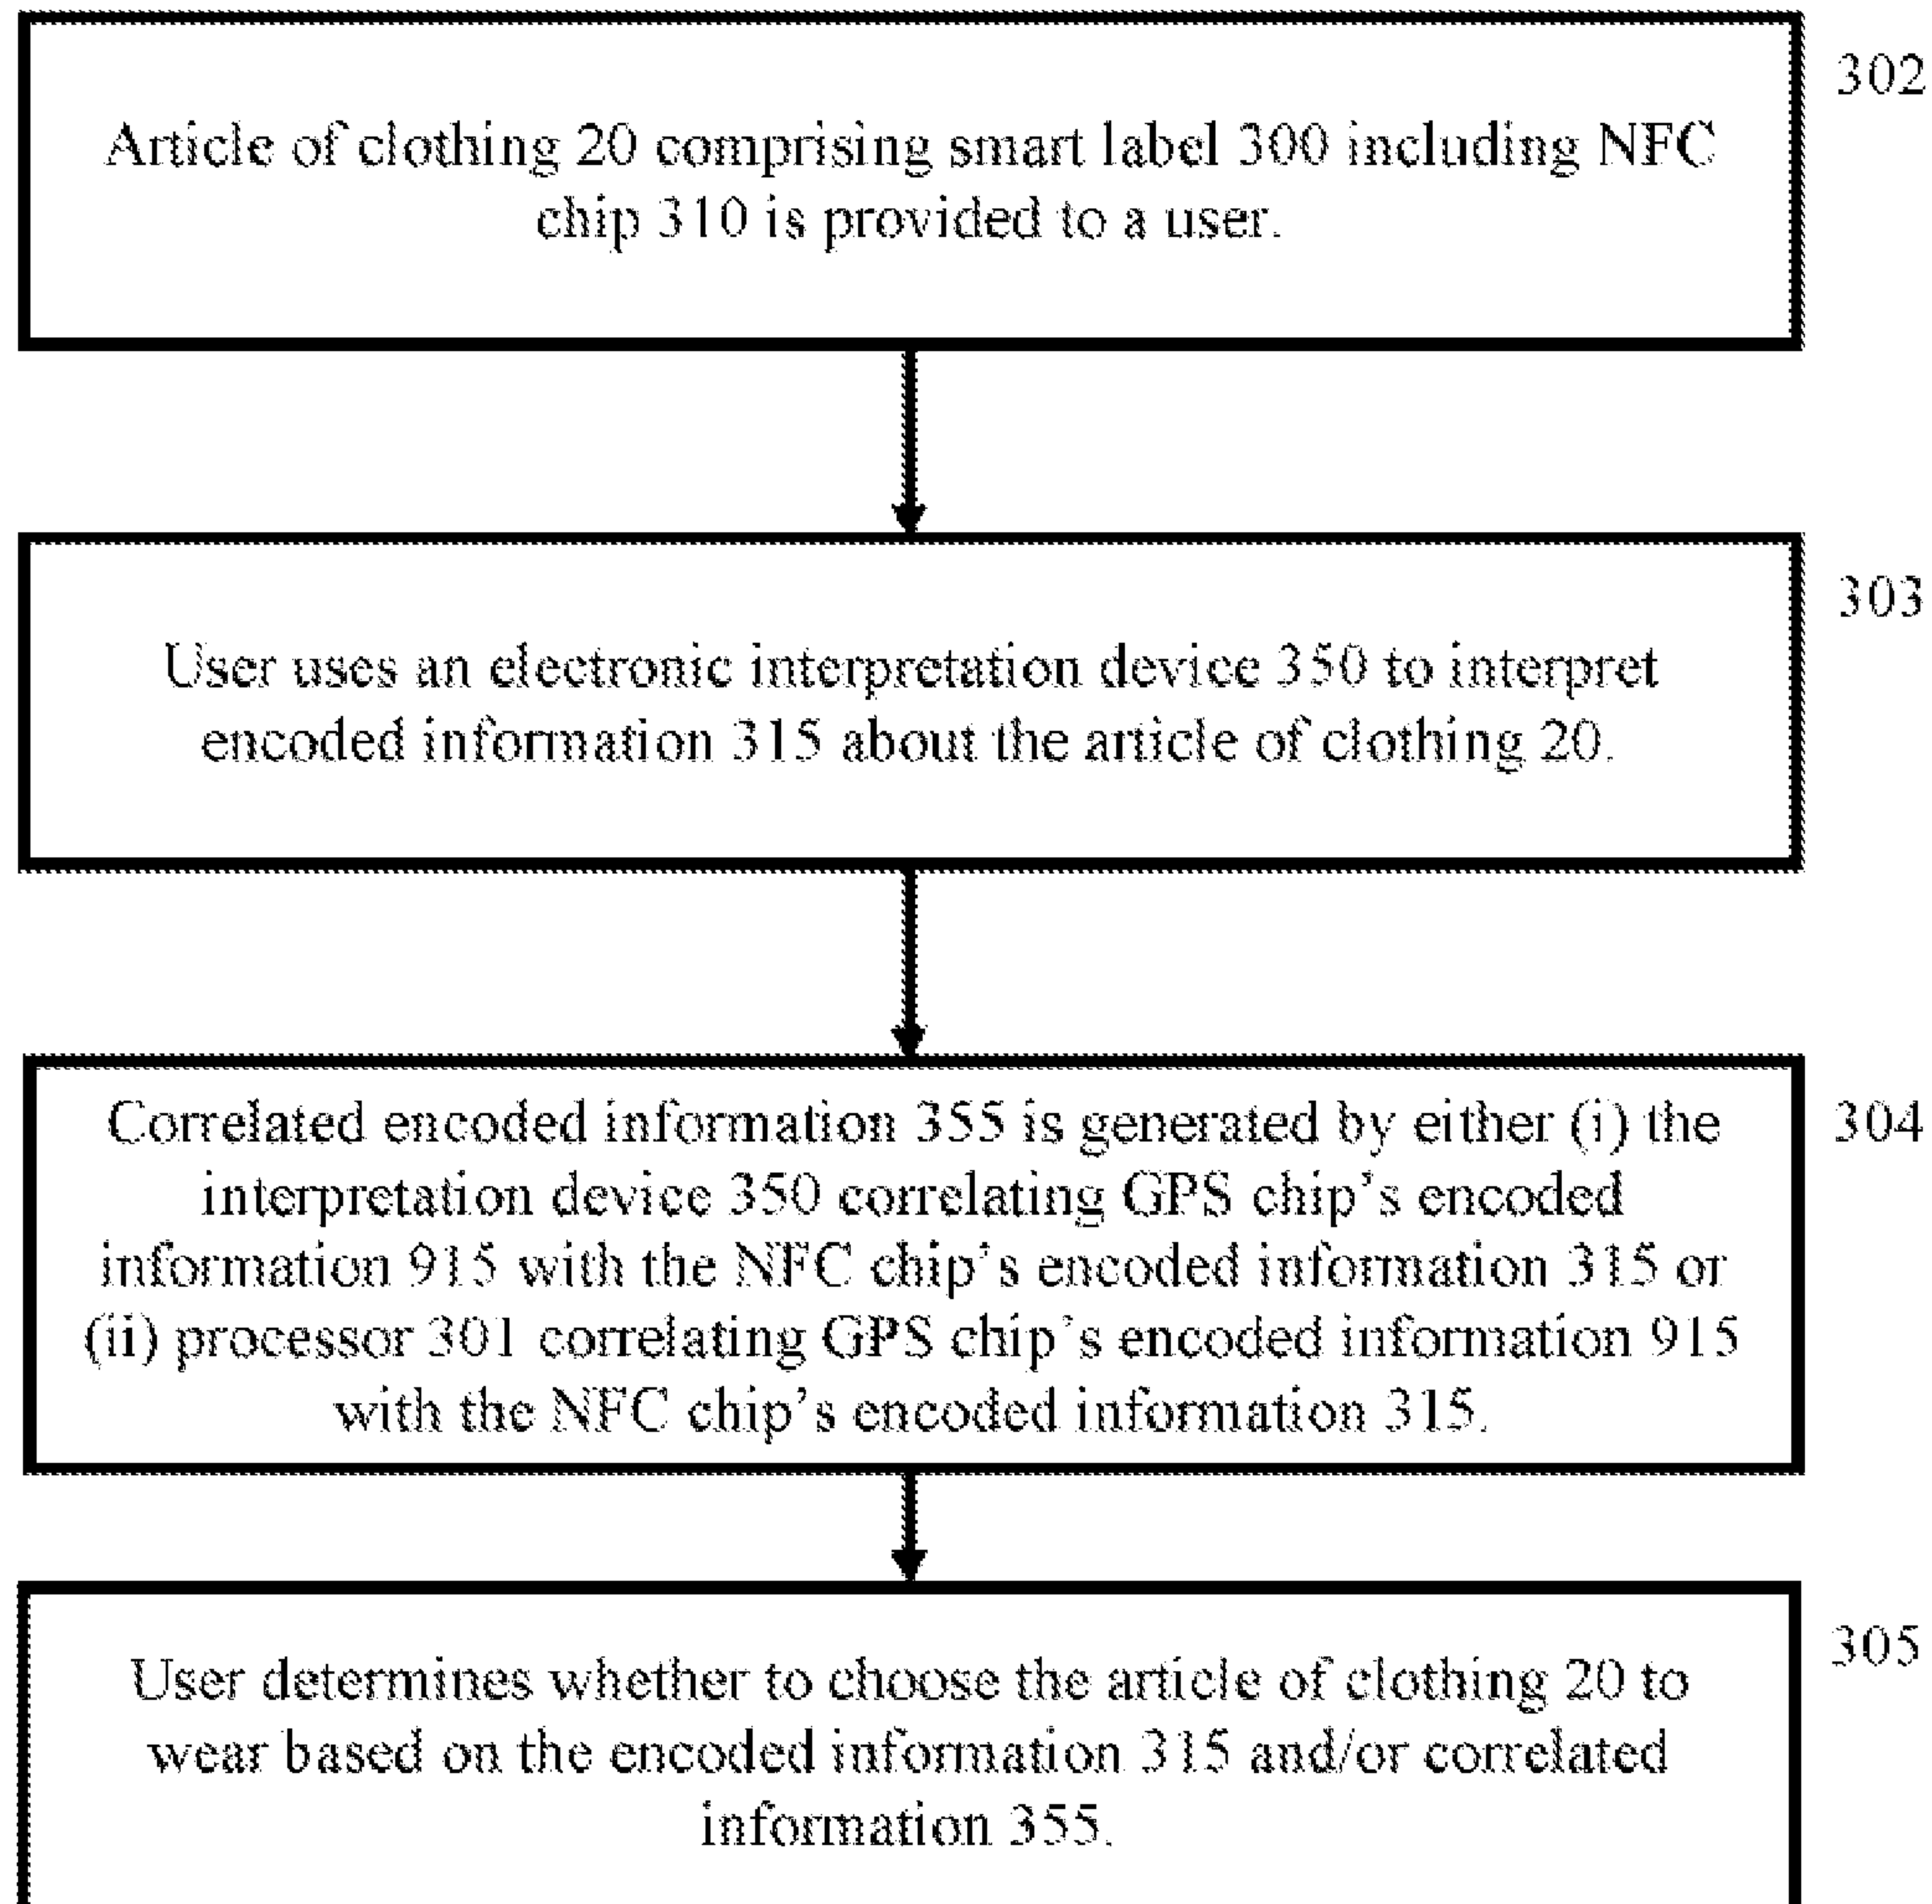 302
Article of clothing 20 comprising smart label 300 including NFC
chip 310 is provided to a user.
303
User uses an electronic interpretation device 350 to interpret
encoded information 315 about the article of clothing 20.
304
Correlated encoded information 355 is generated by either (i) the
interpretation device 350 correlating GPS chip's encoded
information 915 with the NFC chip's encoded information 315 or
(ii) processor 301 correlating GPS chip's encoded information 915
with the NFC chip's encoded information 315.
305
User determines whether to choose the article of clothing 20 to
wear based on the encoded information 315 and/or correlated
information 355.